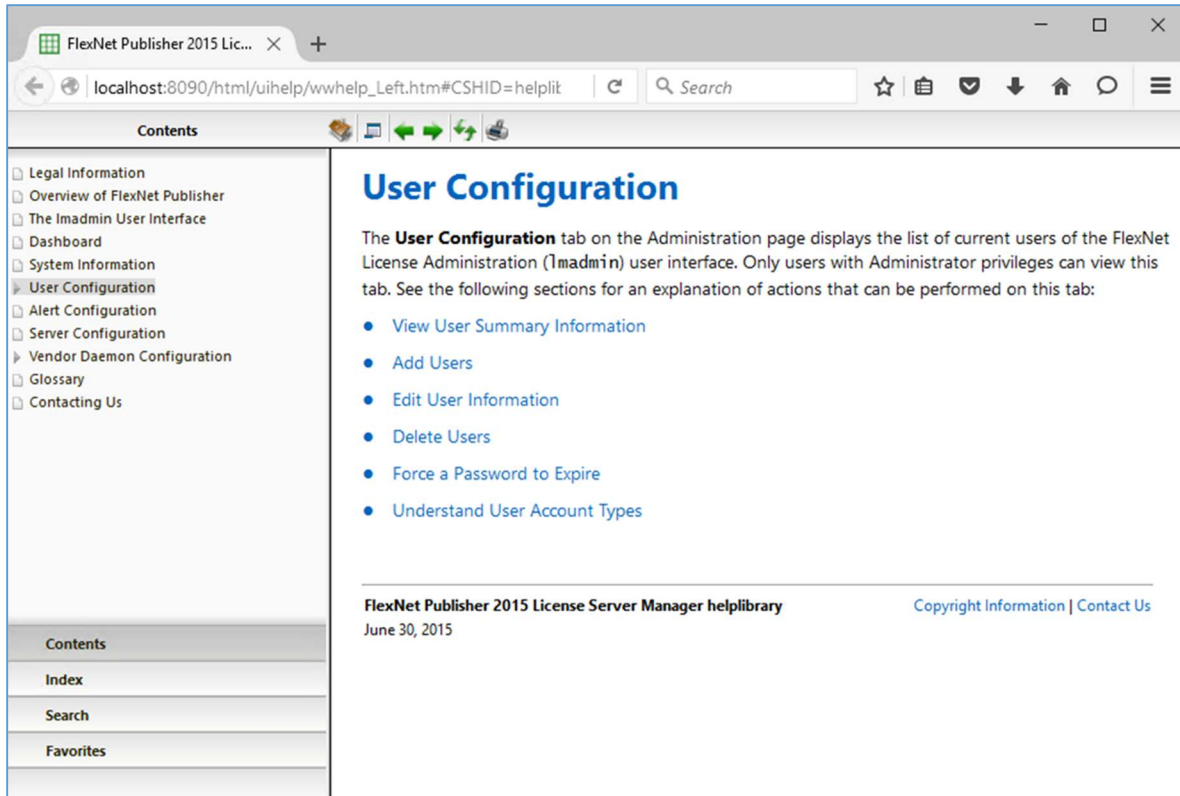 FlexNet Publisher 2015 Lic...
localhost:8090/html/uihelp/wwhelp_Left.htm#CSHID=helplit
Search
Contents
Legal Information
Overview of FlexNet Publisher
The lmadmin User Interface
Dashboard
System Information
User Configuration
Alert Configuration
Server Configuration
Vendor Daemon Configuration
Glossary
Contacting Us
Contents
Index
Search
Favorites
User Configuration
The User Configuration tab on the Administration page displays the list of current users of the FlexNet
License Administration (lmadmin) user interface. Only users with Administrator privileges can view this
tab. See the following sections for an explanation of actions that can be performed on this tab:
• View User Summary Information
• Add Users
• Edit User Information
• Delete Users
• Force a Password to Expire
• Understand User Account Types
FlexNet Publisher 2015 License Server Manager helplibrary
June 30, 2015
Copyright Information | Contact Us